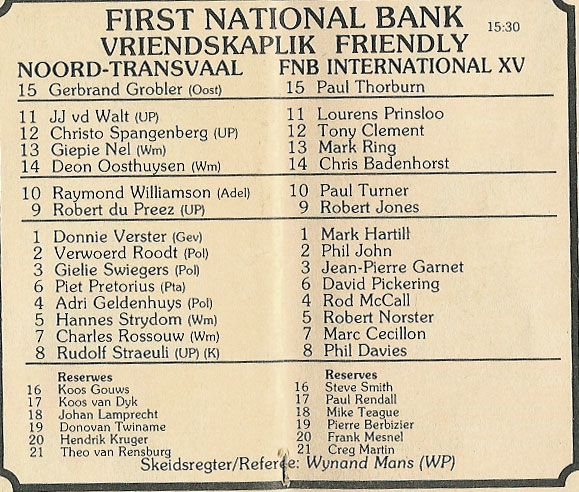 FIRST NATIONAL BANK
15:30
VRIENDSKAPLIK FRIENDLY
NOORD-TRANSVAAL FNB INTERNATIONAL XV
15 Gerbrand Grobler (Oost) 15 Paul Thorburn
11 JJ vd Walt (UP) 11 Lourens Prinsloo
12 Christo Spangenberg (UP) 12 Tony Clement
13 Giepie Nel (Wm) 13 Mark Ring
14 Deon Oosthuysen (Wm) 14 Chris Badenhorst
10 Raymond Williamson (Adel) 10 Paul Turner
9 Robert du Preez (UP) 9 Robert Jones
1 Donnie Verster (Gev) 1 Mark Hartill
2 Verwoerd Roodt (Pol) 2 Phil John
3 Gielie Swiegers (Pol) 3 Jean-Pierre Garnet
6 Piet Pretorius (Pta) 6 David Pickering
4 Adri Geldenhuys (Pol) 4 Rod McCall
5 Hannes Strydom (Wm) 5 Robert Norster
7 Charles Rossouw (Wm) 7 Marc Cecillon
8 Rudolf Straeuli (UP) (K) 8 Phil Davies
Reserwes Reserves
16 Koos Gouws 16 Steve Smith
17 Koos van Dyk 17 Paul Rendall
18 Johan Lamprecht 18 Mike Teague
19 Donovan Twiname 19 Pierre Berbizier
20 Hendrik Kruger 20 Frank Mesnel
21 Theo van Rensburg 21 Creg Martin
Skeidsregter/Referee: Wynand Mans (WP)